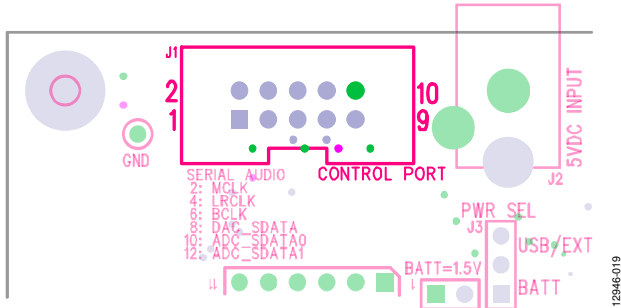 J1
2
10
1
9
GND
5VDC INPUT
SERIAL AUDIO
CONTROL PORT
J2
2: MCLK
4: LRCLK
6: BCLK
8: DAC_SDATA
10: ADC_SDATA0
12: ADC_SDATA1
PWR SEL
J3
USB/EXT
BATT=1.5V
BATT
1
12946-019